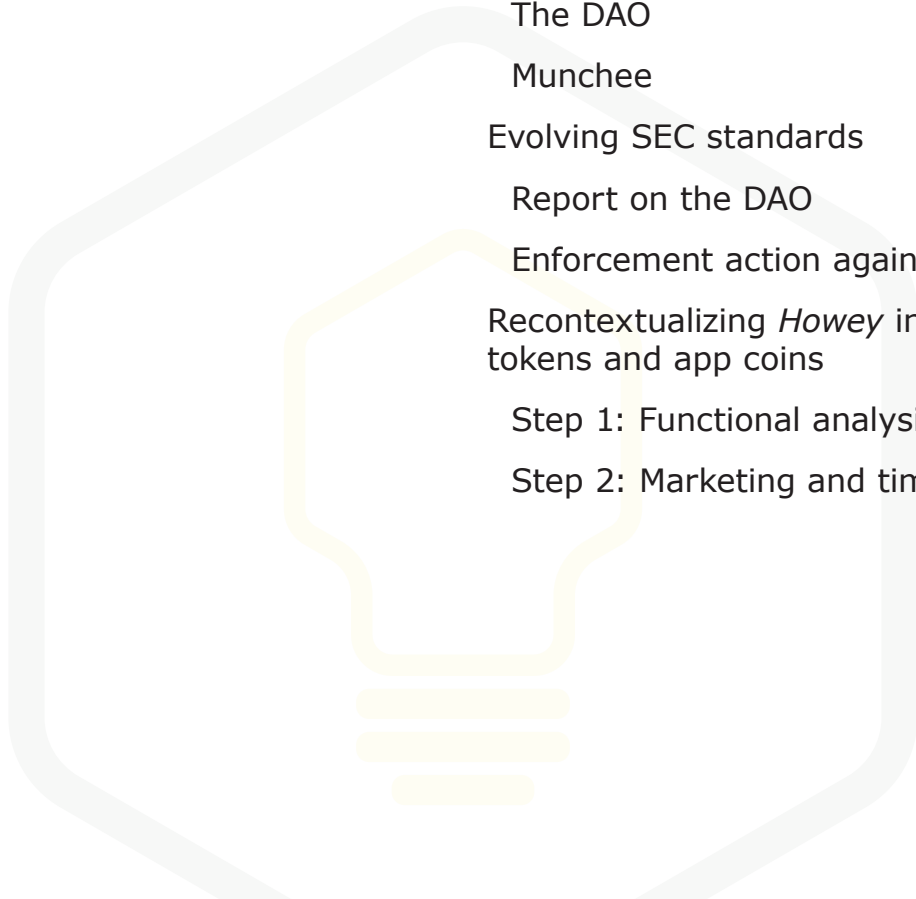 The DAO
Munchee
Evolving SEC standards
Report on the DAO
Enforcement action
Recontextualizing Howey
tokens and app coins
Step 1: Functional
Step 2: Marketing and